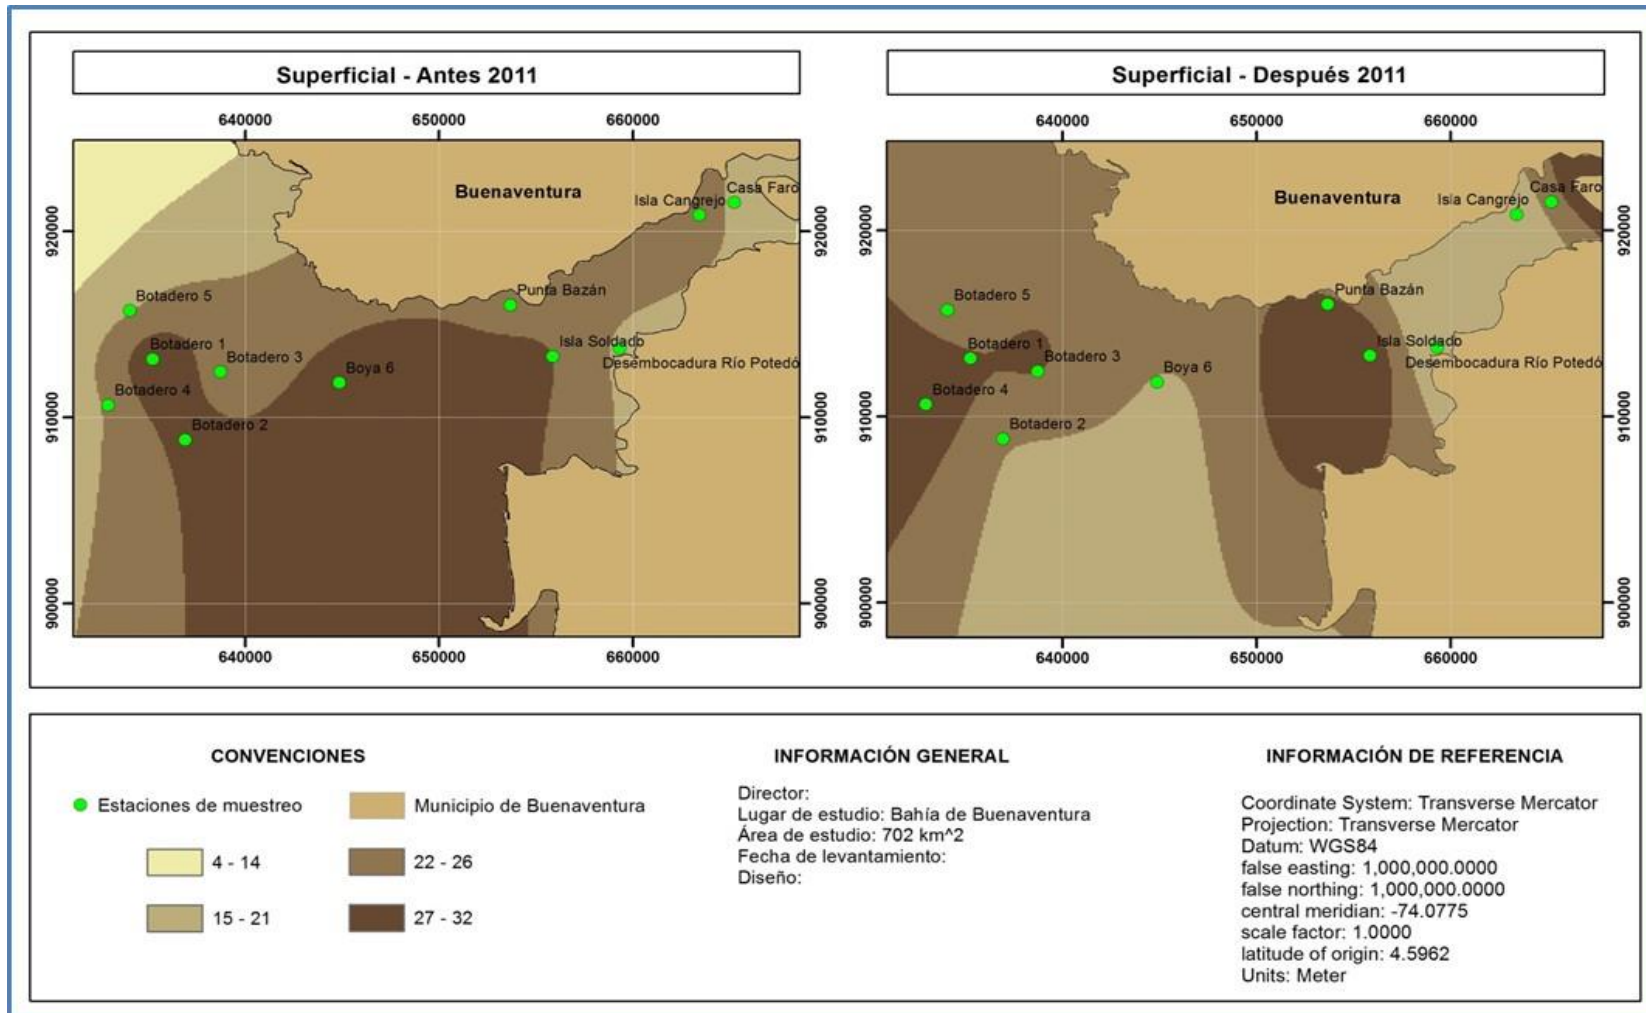 Superficial - Antes 2011
640000 650000 660000
920000
910000
900000
Buenaventura
Casa Faro
Isla Cangrejo
Botadero 5
Punta Bazán
Botadero 1
Botadero 3
Isla Soldado
Desembocadura Río Potedó
Boya 6
Botadero 4
Botadero 2
920000
910000
900000
640000 650000 660000
Superficial - Después 2011
640000 650000 660000
920000
910000
900000
Buenaventura
Casa Faro
Isla Cangrejo
Botadero 5
Punta Bazán
Botadero 1
Botadero 3
Isla Soldado
Desembocadura Río Potedó
Boya 6
Botadero 4
Botadero 2
920000
910000
900000
640000 650000 660000
CONVENCIONES
Estaciones de muestreo
Municipio de Buenaventura
4 - 14
22 - 26
15 - 21
27 - 32
INFORMACIÓN GENERAL
Director:
Lugar de estudio: Bahía de Buenaventura
Área de estudio: 702 km^2
Fecha de levantamiento:
Diseño:
INFORMACIÓN DE REFERENCIA
Coordinate System: Transverse Mercator
Projection: Transverse Mercator
Datum: WGS84
false easting: 1,000,000.0000
false northing: 1,000,000.0000
central meridian: -74.0775
scale factor: 1.0000
latitude of origin: 4.5962
Units: Meter